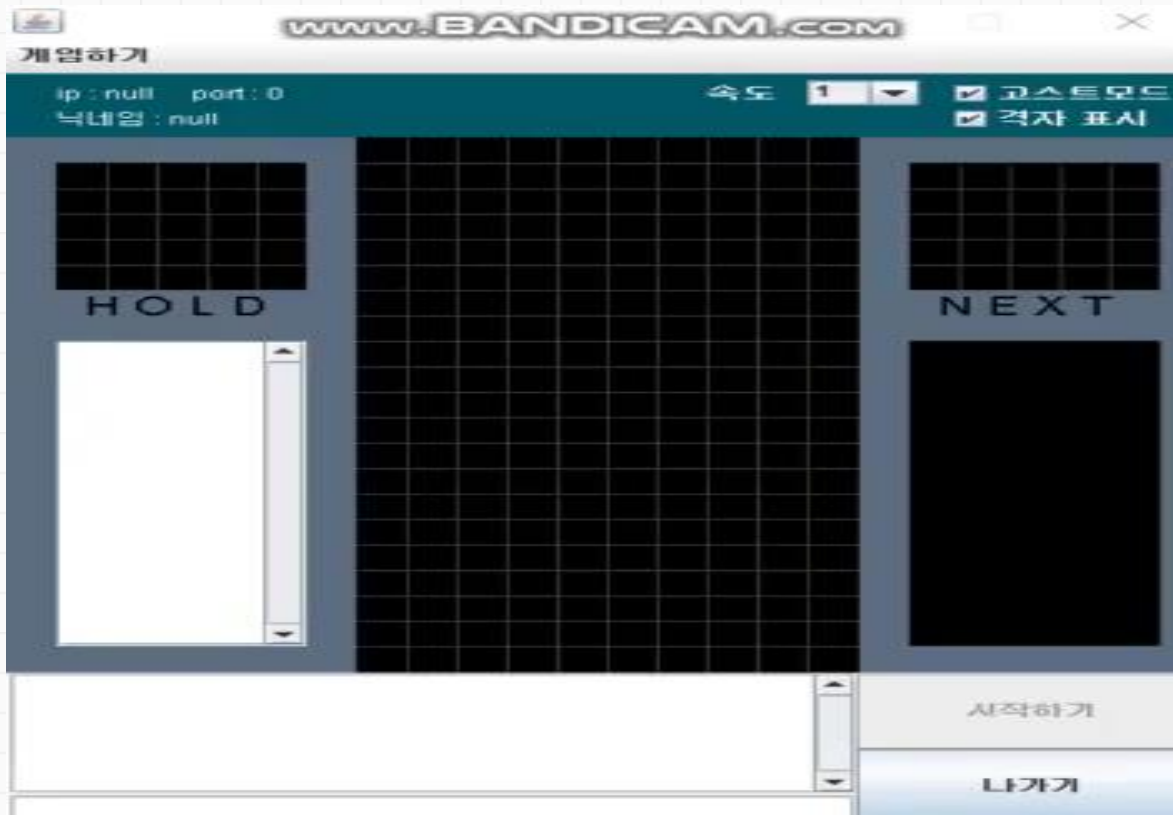 www.BANDICAM.com
게임하기
ip : null port : 0
속도 1
고스트모드
닉네임 : null
격자 표시
HOLD
NEXT
시작하기
나가기